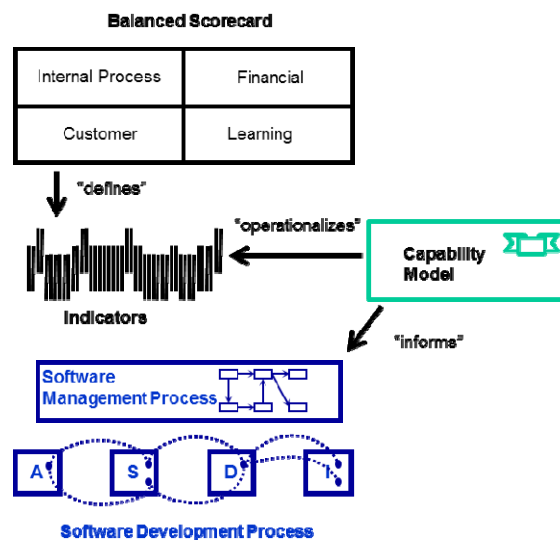 Balanced Scorecard
Internal Process
Financial
Customer
Learning
"defines"
"operationalizes"
Capability
Model
Indicators
"informs"
Software
Management Process
A
S
D
I
Software Development Process